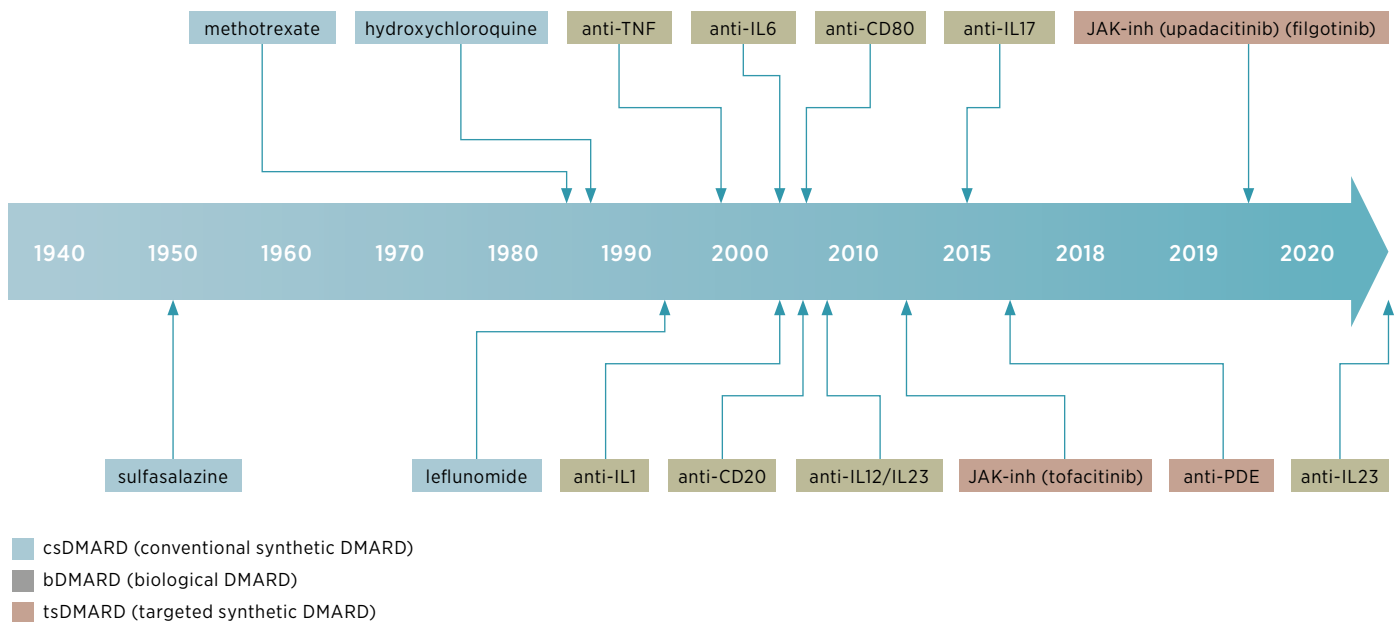 methotrexate hydroxychloroquine anti-TNF anti-IL6 anti-CD80 anti-IL17 JAK-inh (upadacitinib) (filgotinib)
1940 1950 1960 1970 1980 1990 2000 2010 2015 2018 2019 2020
sulfasalazine leflunomide anti-IL1 anti-CD20 anti-IL12/IL23 JAK-inh (tofacitinib) anti-PDE anti-IL23
csDMARD (conventional synthetic DMARD)
bDMARD (biological DMARD)
tsDMARD (targeted synthetic DMARD)